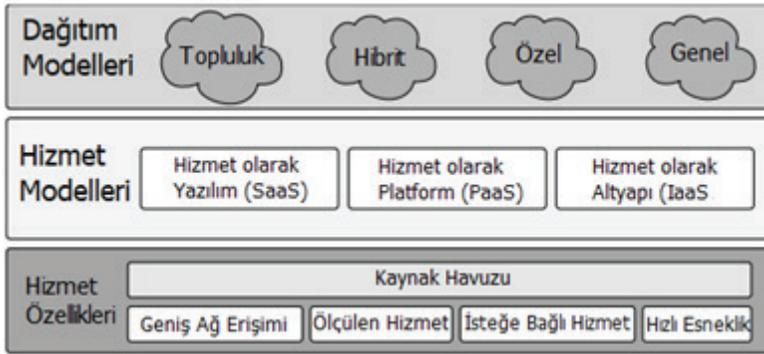 Dağıtım
Modelleri
Topluluk
Hibrit
Özel
Genel
Hizmet
Modelleri
Hizmet olarak
Yazılım (SaaS)
Hizmet olarak
Platform (PaaS)
Hizmet olarak
Altyapı (IaaS
Hizmet
Özellikleri
Kaynak Havuzu
Geniş Ağ Erişimi
Ölçülen Hizmet
İsteğe Bağlı Hizmet
Hızlı Esneklik